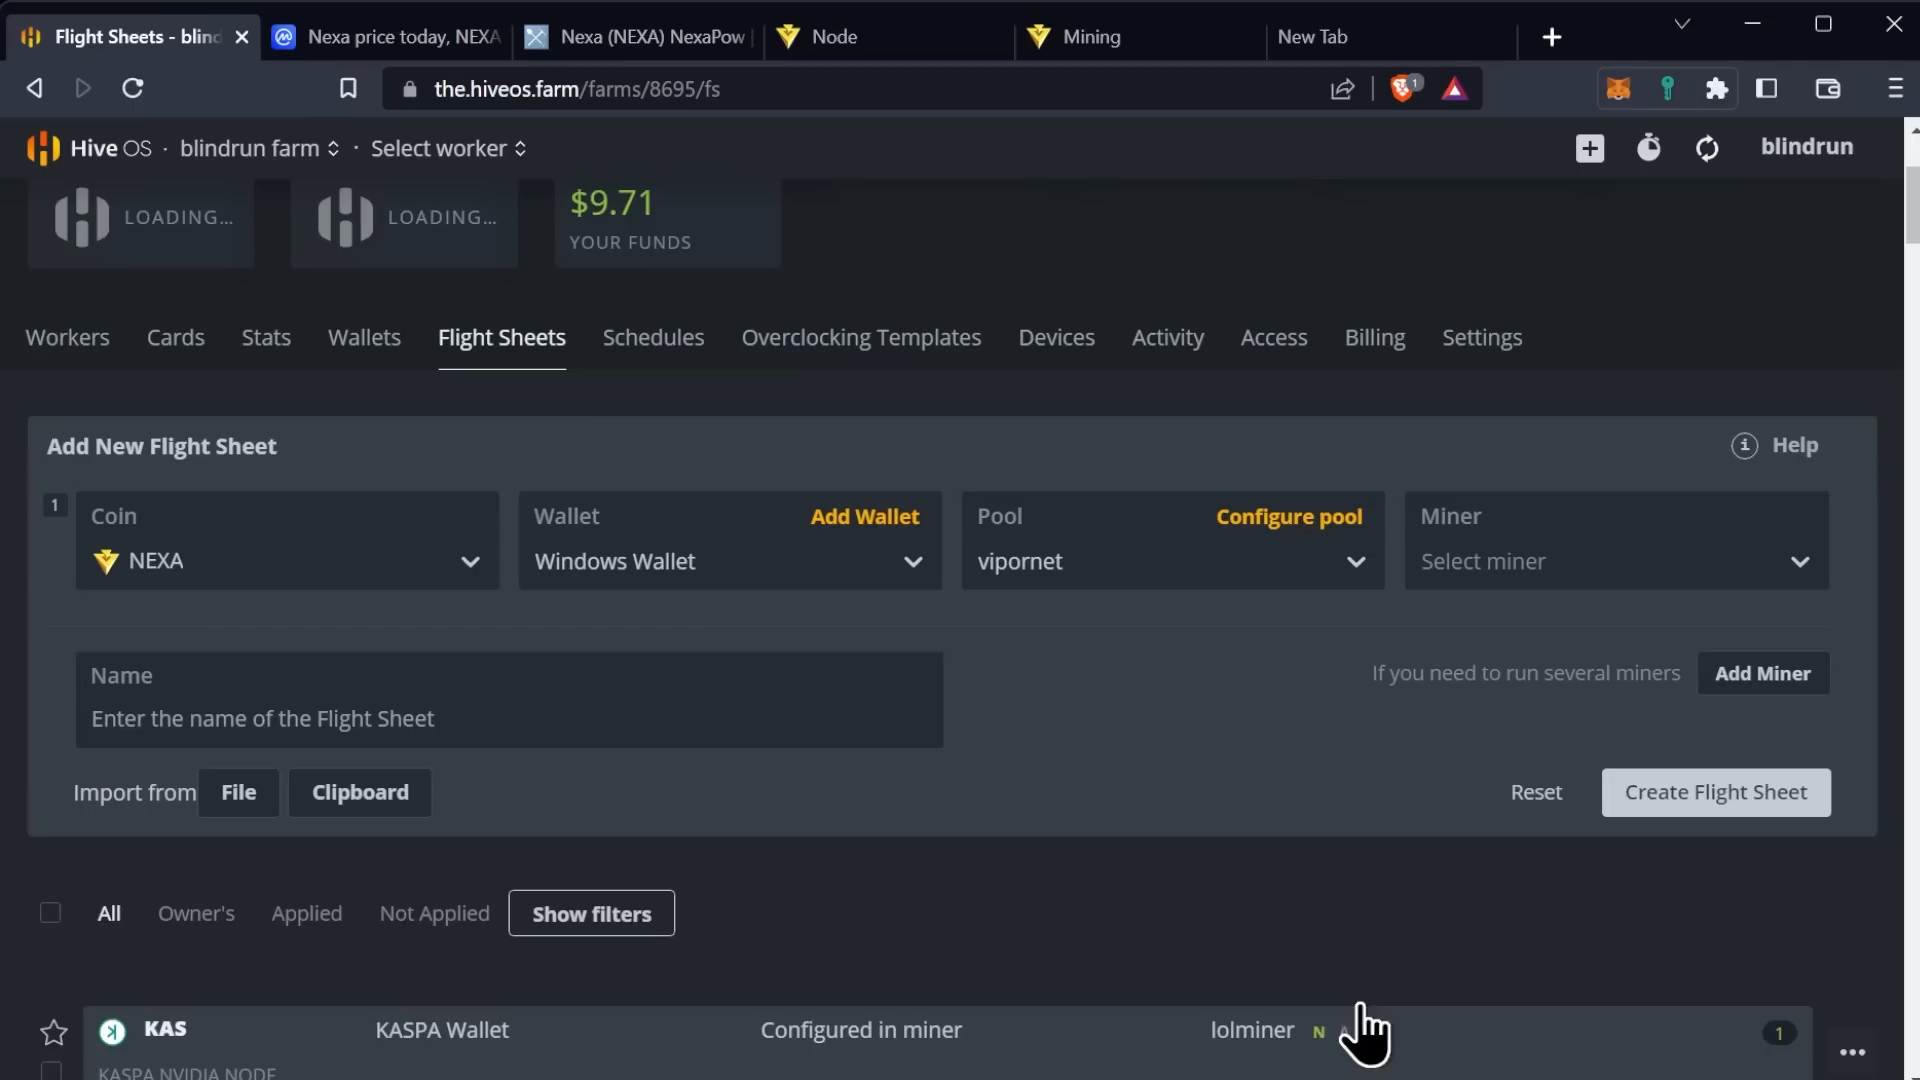 Flight Sheets - blind
Nexa price today, NEXA
Nexa (NEXA) NexaPow
Node
Mining
New Tab
the.hiveos.farm/farms/8695/fs
1
Hive OS · blindrun farm · Select worker
blindrun
LOADING...
LOADING...
$9.71
YOUR FUNDS
Workers
Cards
Stats
Wallets
Flight Sheets
Schedules
Overclocking Templates
Devices
Activity
Access
Billing
Settings
Add New Flight Sheet
Help
1
Coin
NEXA
Wallet
Add Wallet
Windows Wallet
Pool
Configure pool
vipornet
Miner
Select miner
Name
Enter the name of the Flight Sheet
If you need to run several miners
Add Miner
Import from
File
Clipboard
Reset
Create Flight Sheet
All
Owner's
Applied
Not Applied
Show filters
KAS
KASPA Wallet
Configured in miner
lolminer
N
1
KASPA NVIDIA NODE